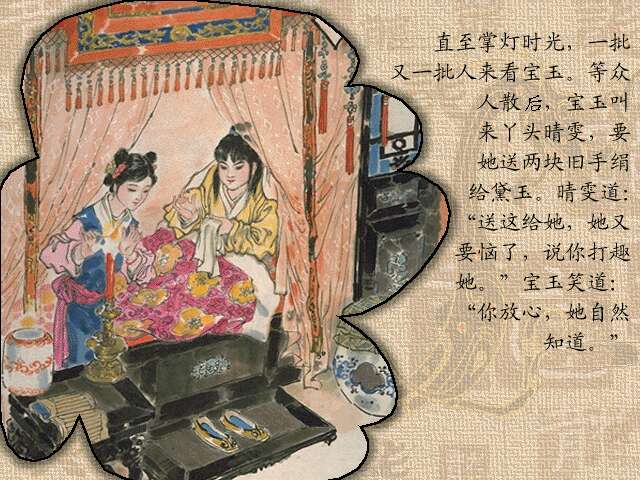 直至掌灯时光，一批
又一批人来看宝玉。等众
人散后，宝玉叫
来丫头晴雯，要
她送两块旧手绢
给黛玉。晴雯道：
“送这给她，她又
要恼了，说你打趣
她。”宝玉笑道：
“你放心，她自然
知道。”